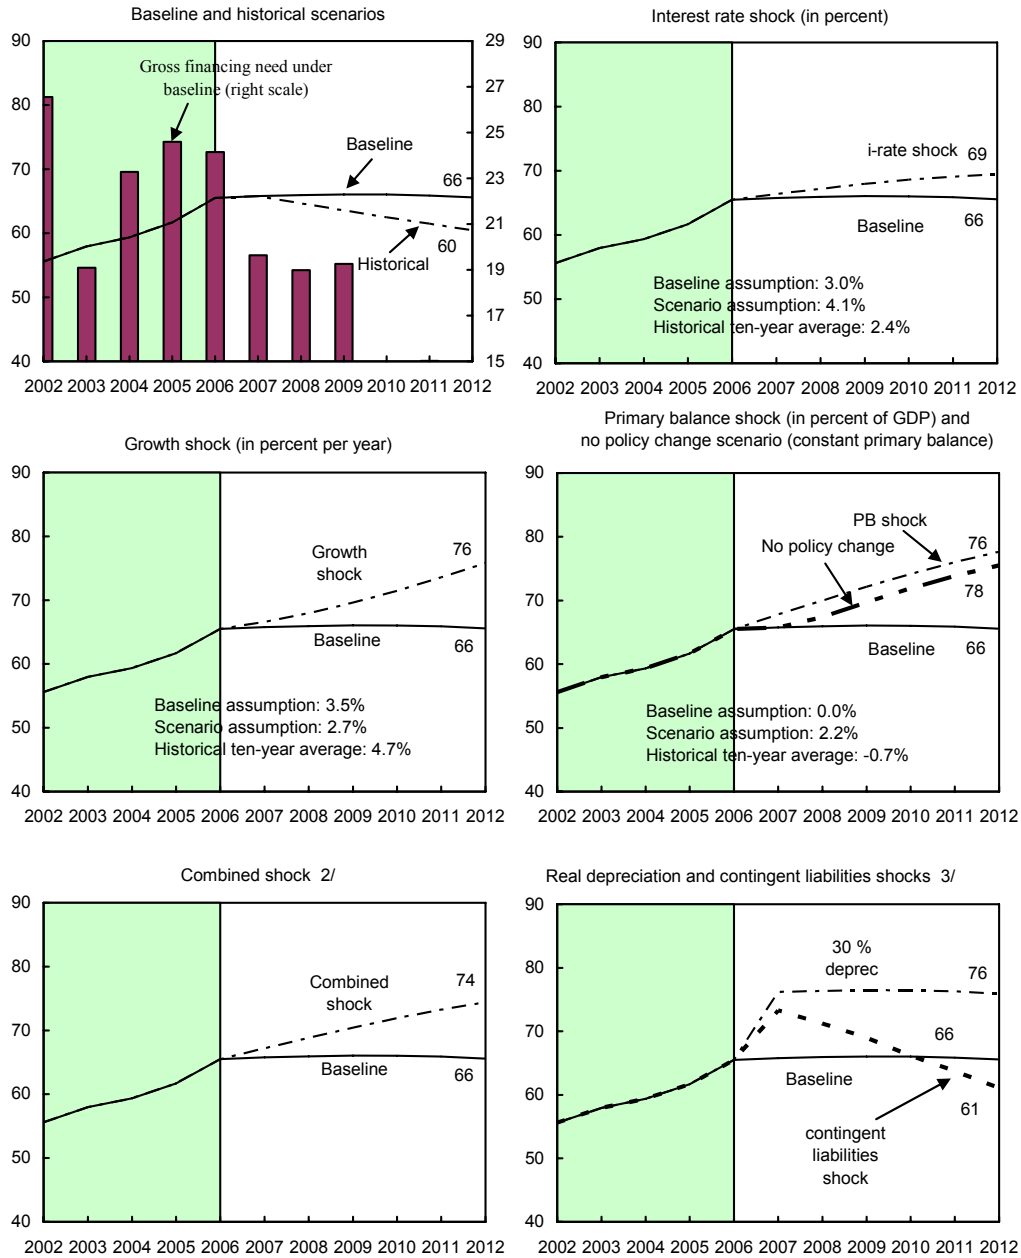 Baseline and historical scenarios
90
80
70
60
50
40
29
27
25
23
21
19
17
15
Gross financing need under
baseline (right scale)
Baseline
66
60
Historical
2002 2003 2004 2005 2006 2007 2008 2009 2010 2011 2012
Interest rate shock (in percent)
90
80
70
60
50
40
i-rate shock 69
Baseline
66
Baseline assumption: 3.0%
Scenario assumption: 4.1%
Historical ten-year average: 2.4%
2002 2003 2004 2005 2006 2007 2008 2009 2010 2011 2012
Growth shock (in percent per year)
90
80
70
60
50
40
Growth
shock
76
Baseline
66
Baseline assumption: 3.5%
Scenario assumption: 2.7%
Historical ten-year average: 4.7%
2002 2003 2004 2005 2006 2007 2008 2009 2010 2011 2012
Primary balance shock (in percent of GDP) and
no policy change scenario (constant primary balance)
90
80
70
60
50
40
PB shock
No policy change
76
78
Baseline
66
Baseline assumption: 0.0%
Scenario assumption: 2.2%
Historical ten-year average: -0.7%
2002 2003 2004 2005 2006 2007 2008 2009 2010 2011 2012
Combined shock 2/
90
80
70
60
50
40
Combined
shock
74
Baseline
66
2002 2003 2004 2005 2006 2007 2008 2009 2010 2011 2012
Real depreciation and contingent liabilities shocks 3/
90
80
70
60
50
40
30 %
deprec
76
66
Baseline
61
contingent
liabilities
shock
2002 2003 2004 2005 2006 2007 2008 2009 2010 2011 2012